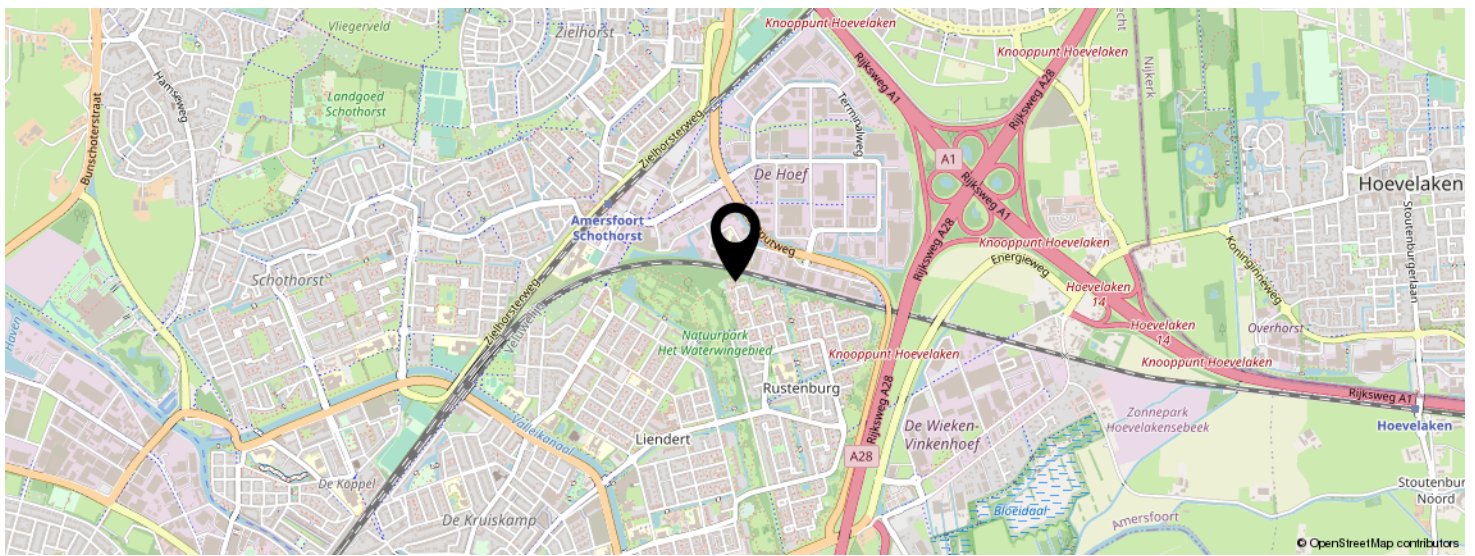 Knooppunt Hoevelaken
Vliegerveld
Zielhorst
Knooppunt Hoevelaken
Hamseweg
Rijksweg A1
Rijksweg A28
Nijkerk
Landgoed
Schothorst
Bunschoterstraat
Zielhorsterweg
Terminalweg
A1
De Hoef
Rijksweg A1
Hoevelaken
Stoutenburgerlaan
Amersfoort
Schothorst
Rijksweg A28
Knooppunt Hoevelaken
Energieweg
Koninginneweg
Schothorst
Hoevelaken
14
Zielhorsterweg
Veluwelijn
Haven
Natuurpark
Het Waterwingebied
Hoevelaken
14
Overhorst
Knooppunt Hoevelaken
Knooppunt Hoevelaken
Rustenburg
Rijksweg A28
Rijksweg A1
De Wieken-
Vinkenhoef
Zonnepark
Hoevelakensebeek
Hoevelaken
Valleikanaal
Liendert
A28
De Koppel
De Kruiskamp
Bloeidaal
Amersfoort
Noord
© OpenStreetMap contributors